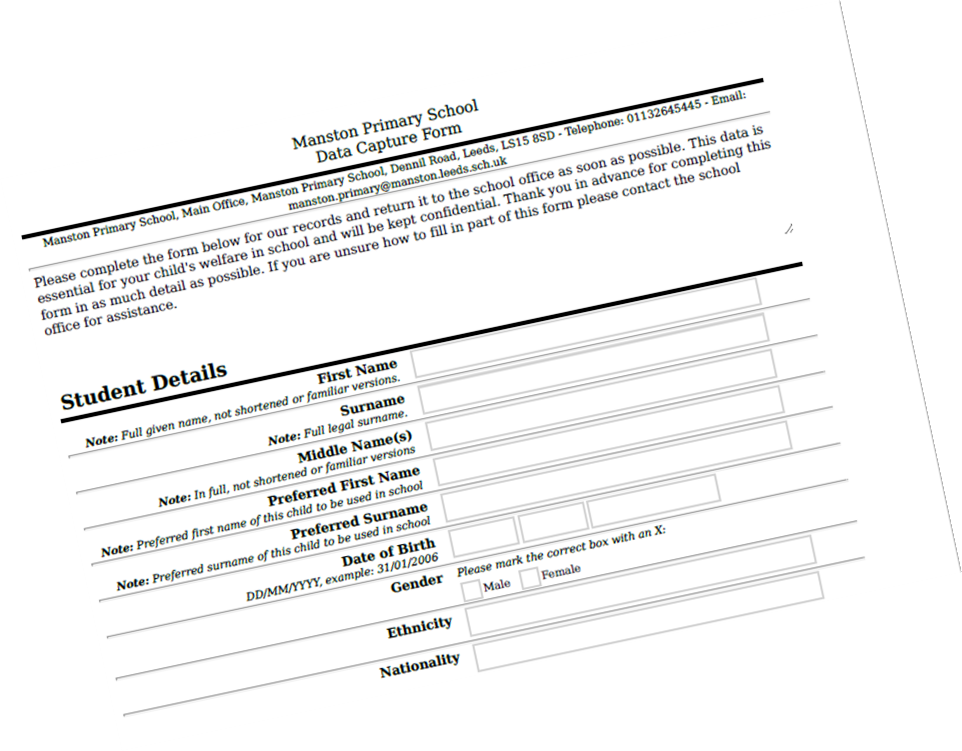 Manston Primary School
Data Capture Form
Manston Primary School, Main Office, Manston Primary School, Dennil Road, Leeds, LS15 8SD - Telephone: 01132645445 - Email:
manston.primary@manston.leeds.sch.uk
Please complete the form below for our records and return it to the school office as soon as possible. This data is
essential for your child's welfare in school and will be kept confidential. Thank you in advance for completing this
form in as much detail as possible. If you are unsure how to fill in part of this form please contact the school
office for assistance.
Student Details
First Name
Note: Full given name, not shortened or familiar versions.
Surname
Note: Full legal surname.
Middle Name(s)
Note: In full, not shortened or familiar versions
Preferred First Name
Note: Preferred first name of this child to be used in school
Preferred Surname
Note: Preferred surname of this child to be used in school
Date of Birth
DD/MM/YYYY, example: 31/01/2006
Gender
Please mark the correct box with an X:
Male Female
Ethnicity
Nationality